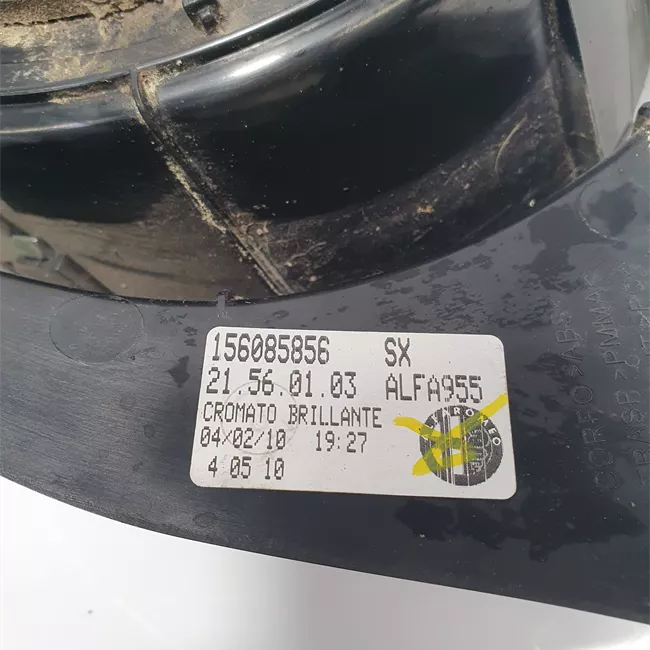 156085856 SX
21.56.01.03 ALFA955
CROMATO BRILLANTE
04/02/10 19:27
4 05 10